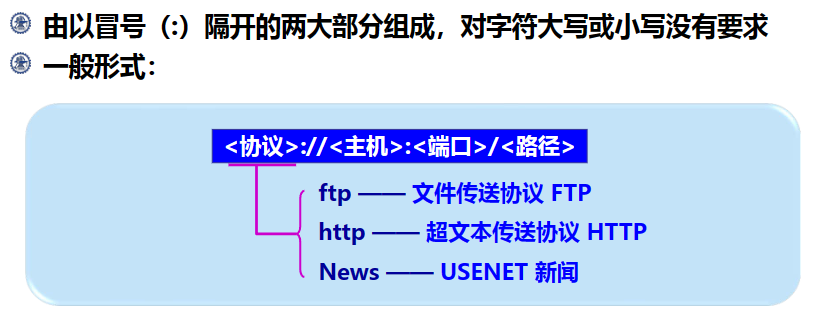 由以冒号（:）隔开的两大部分组成，对字符大写或小写没有要求
一般形式：
<协议>://<主机>:<端口>/<路径>
ftp —— 文件传送协议 FTP
http —— 超文本传送协议 HTTP
News —— USENET 新闻